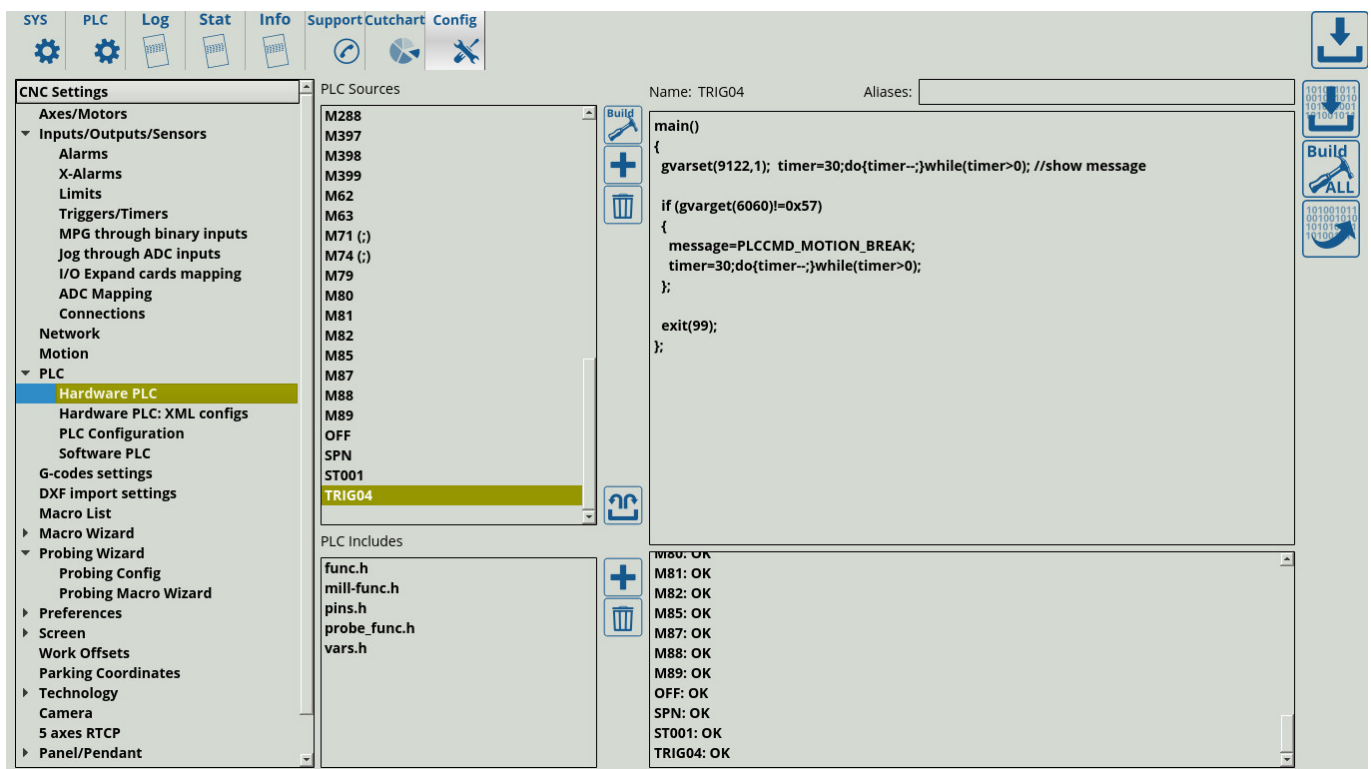 SYS PLC Log Stat Info Support Cutchart Config
CNC Settings
Axes/Motors
Inputs/Outputs/Sensors
Alarms
X-Alarms
Limits
Triggers/Timers
MPG through binary inputs
Jog through ADC inputs
I/O Expand cards mapping
ADC Mapping
Connections
Network
Motion
PLC
Hardware PLC
Hardware PLC: XML configs
PLC Configuration
Software PLC
G-codes settings
DXF import settings
Macro List
Macro Wizard
Probing Wizard
Probing Config
Probing Macro Wizard
Preferences
Screen
Work Offsets
Parking Coordinates
Technology
Camera
5 axes RTCP
Panel/Pendant
PLC Sources
M288
M397
M398
M399
M62
M63
M71 (;)
M74 (;)
M79
M80
M81
M82
M85
M87
M88
M89
OFF
SPN
ST001
TRIG04
PLC Includes
func.h
mill-func.h
pins.h
probe_func.h
vars.h
Build
Name: TRIG04
Aliases:
main()
{
gvarset(9122,1); timer=30;do{timer--;}while(timer>0); //show message
if (gvarget(6060)!=0x57)
{
message=PLCCMD_MOTION_BREAK;
timer=30;do{timer--;}while(timer>0);
};
exit(99);
};
M80: OK
M81: OK
M82: OK
M85: OK
M87: OK
M88: OK
M89: OK
OFF: OK
SPN: OK
ST001: OK
TRIG04: OK
Build
ALL